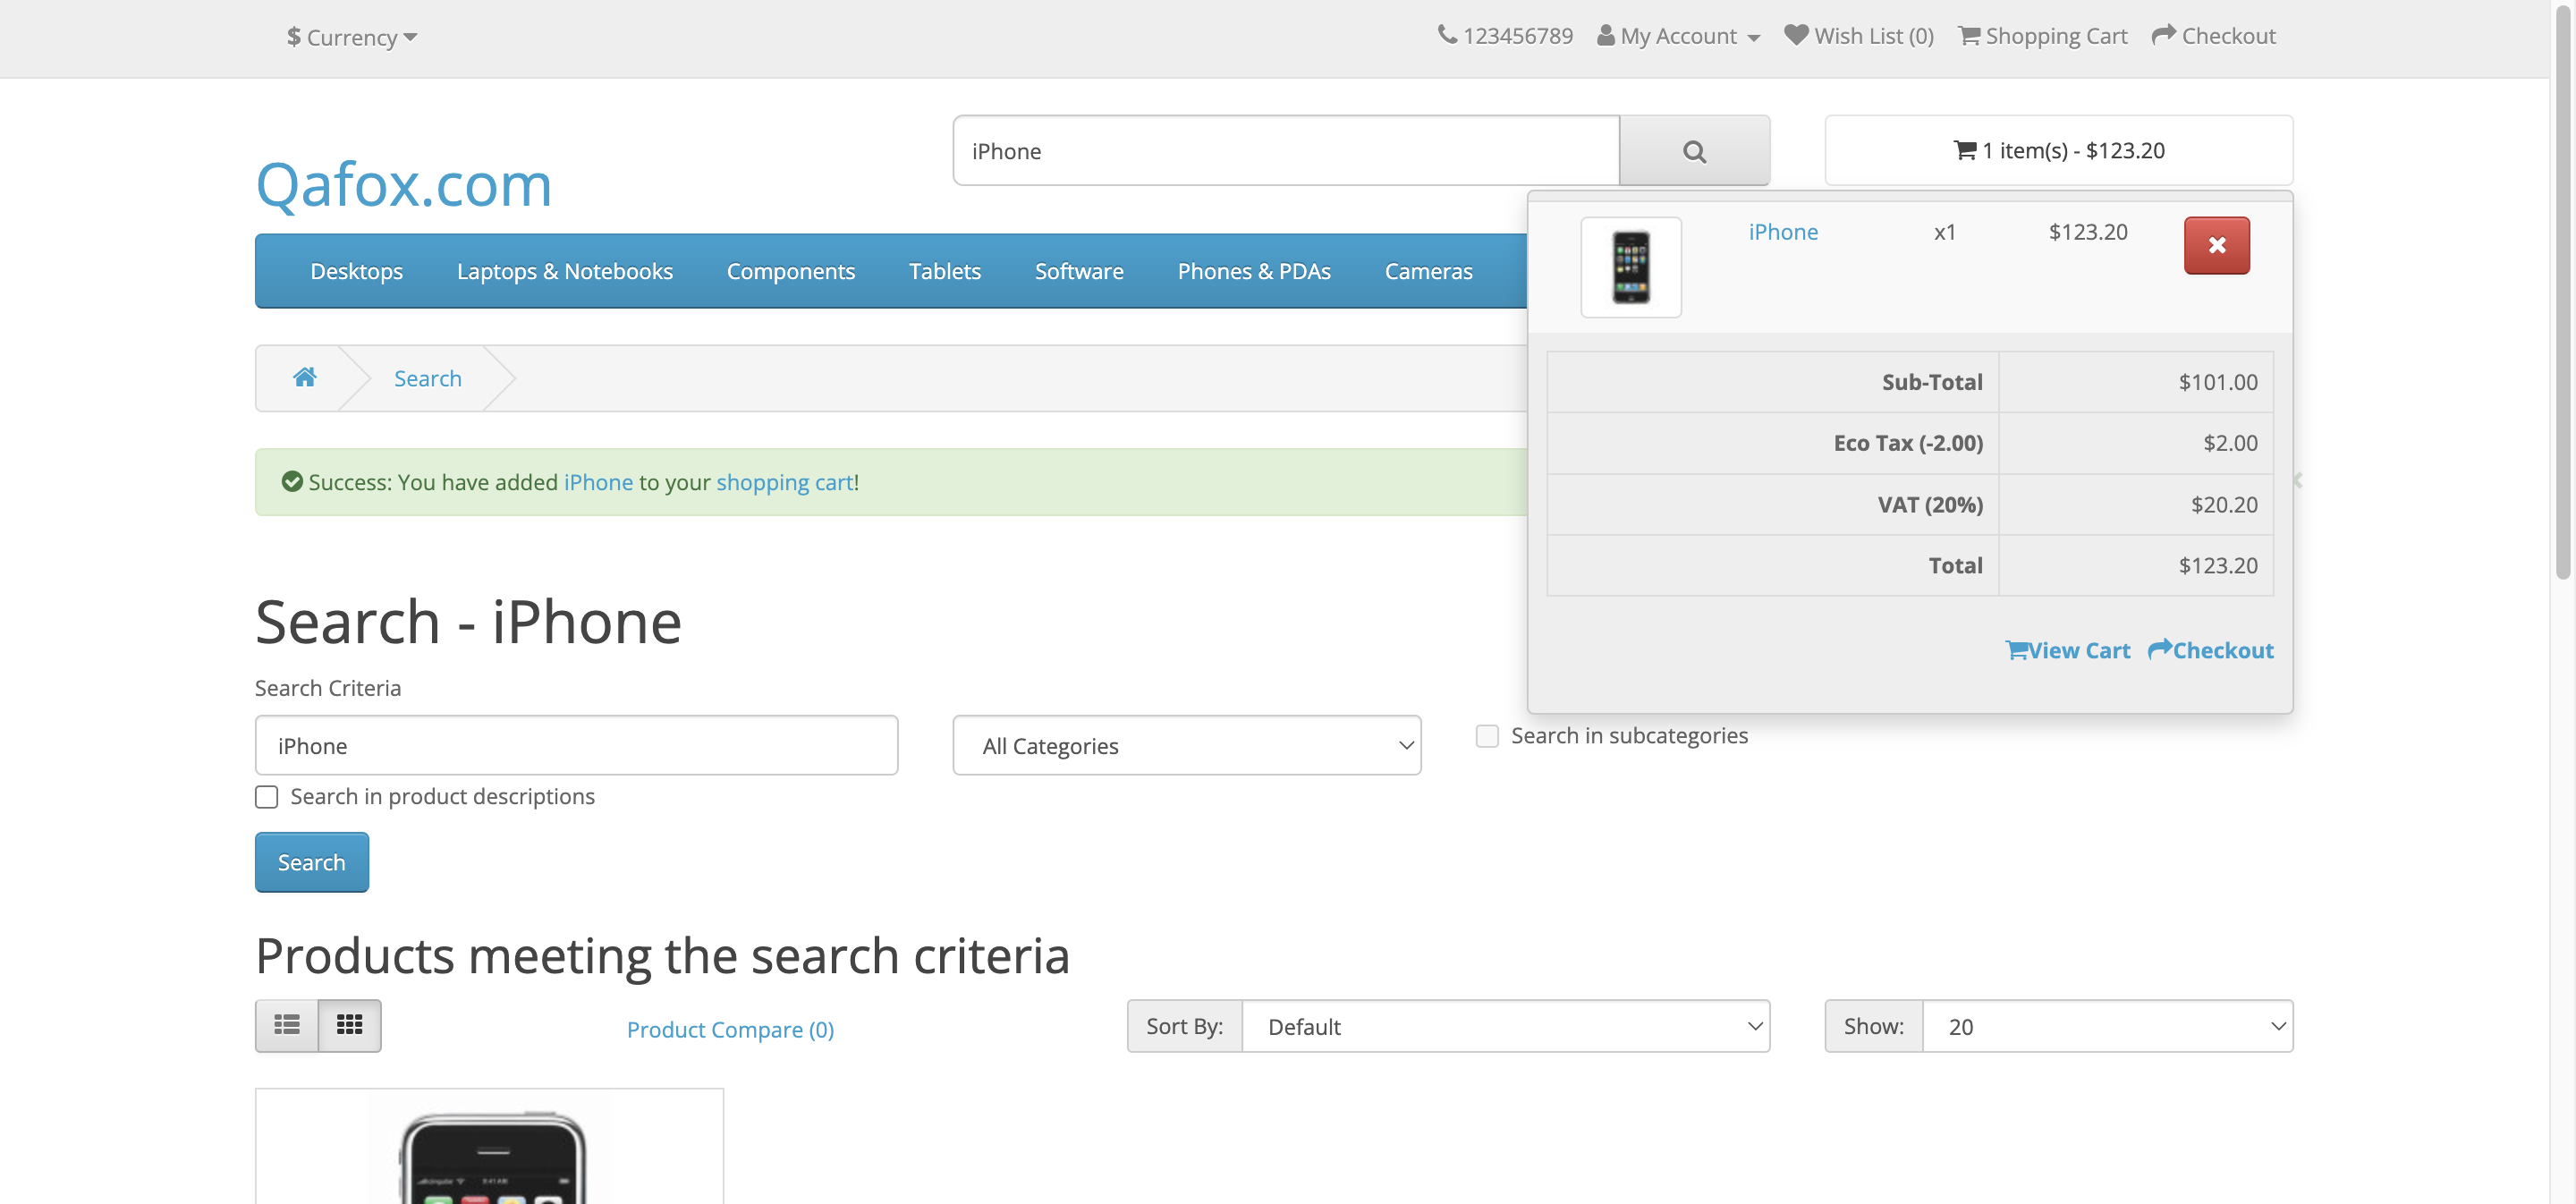 $ Currency
123456789 My Account Wish List (0) Shopping Cart Checkout
Qafox.com
iPhone
1 item(s) - $123.20
Desktops Laptops & Notebooks Components Tablets Software Phones & PDAs Cameras
iPhone x1 $123.20
Sub-Total $101.00
Eco Tax (-2.00) $2.00
VAT (20%) $20.20
Total $123.20
View Cart Checkout
Search
Success: You have added iPhone to your shopping cart!
Search - iPhone
Search Criteria
iPhone
All Categories
Search in subcategories
Search in product descriptions
Search
Products meeting the search criteria
Product Compare (0)
Sort By: Default
Show: 20